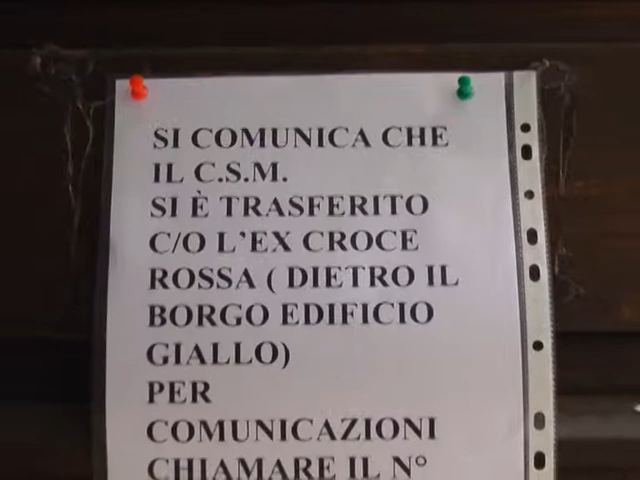 SI COMUNICA CHE
IL C.S.M.
SI È TRASFERITO
C/O L'EX CROCE
ROSSA ( DIETRO IL
BORGO EDIFICIO
GIALLO)
PER
COMUNICAZIONI
CHIAMARE IL N°